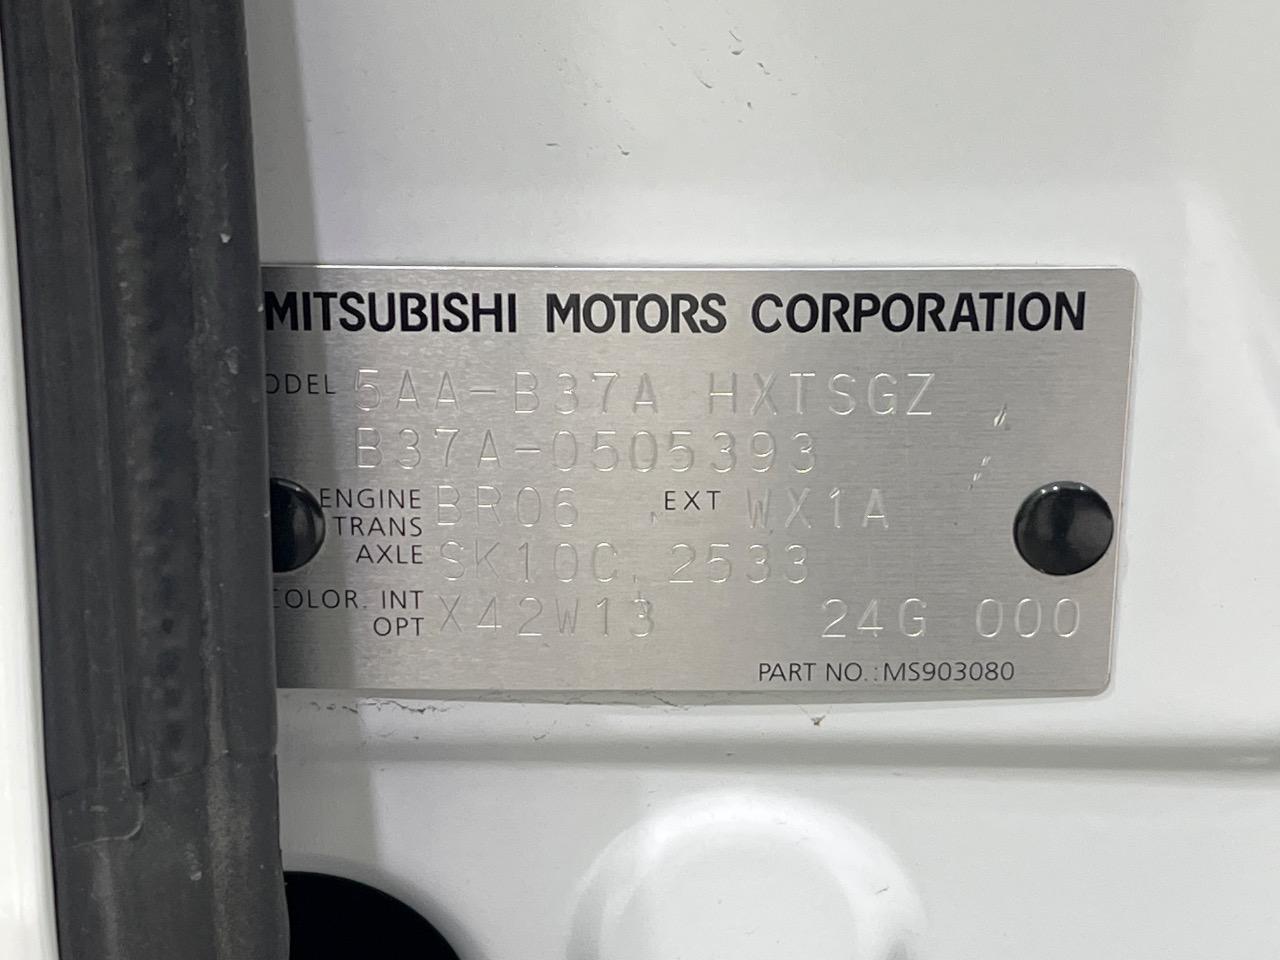 MITSUBISHI MOTORS CORPORATION
ODEL 5AA-B37A HXTSGZ
B37A-0505393
ENGINE BR06 EXT WX1A
TRANS
AXLE SK10C, 2533
COLOR. INT X42W13 24G 000
OPT
PART NO.:MS903080